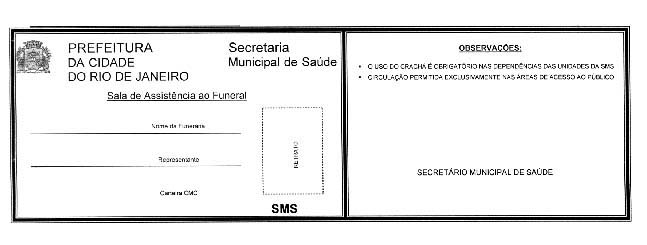 PREFEITURA
DA CIDADE
DO RIO DE JANEIRO
Secretaria
Municipal de Saúde
Sala de Assistência ao Funeral
Nome da Funerária
Representante
Carteira CMC
RETRATO
SMS
OBSERVAÇÕES:
• O USO DO CRACHÁ É OBRIGATÓRIO NAS DEPENDÊNCIAS DAS UNIDADES DA SMS
• CIRCULAÇÃO PERMITIDA EXCLUSIVAMENTE NAS ÁREAS DE ACESSO AO PÚBLICO
SECRETÁRIO MUNICIPAL DE SAÚDE